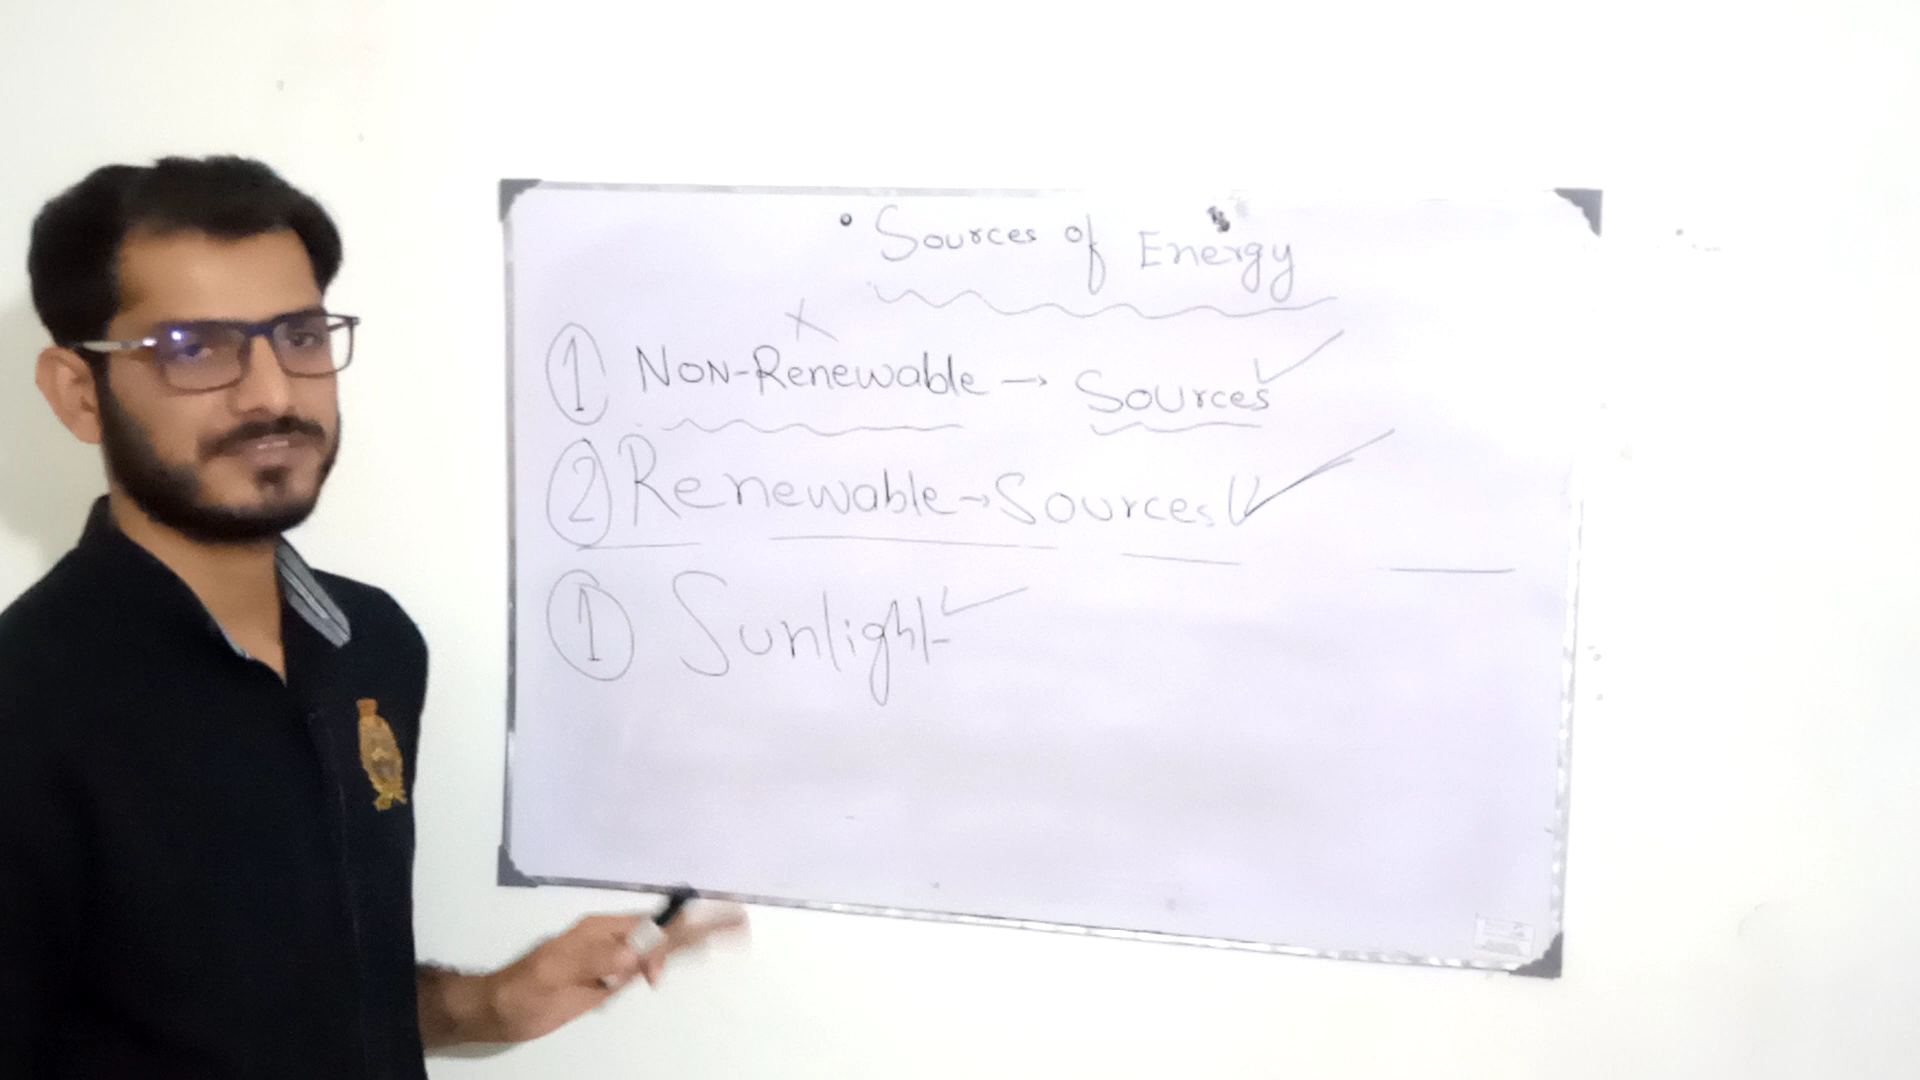 • Sources of Energy
① Non-Renewable → Sources ✓
② Renewable → Sources ✓
① Sunlight ✓